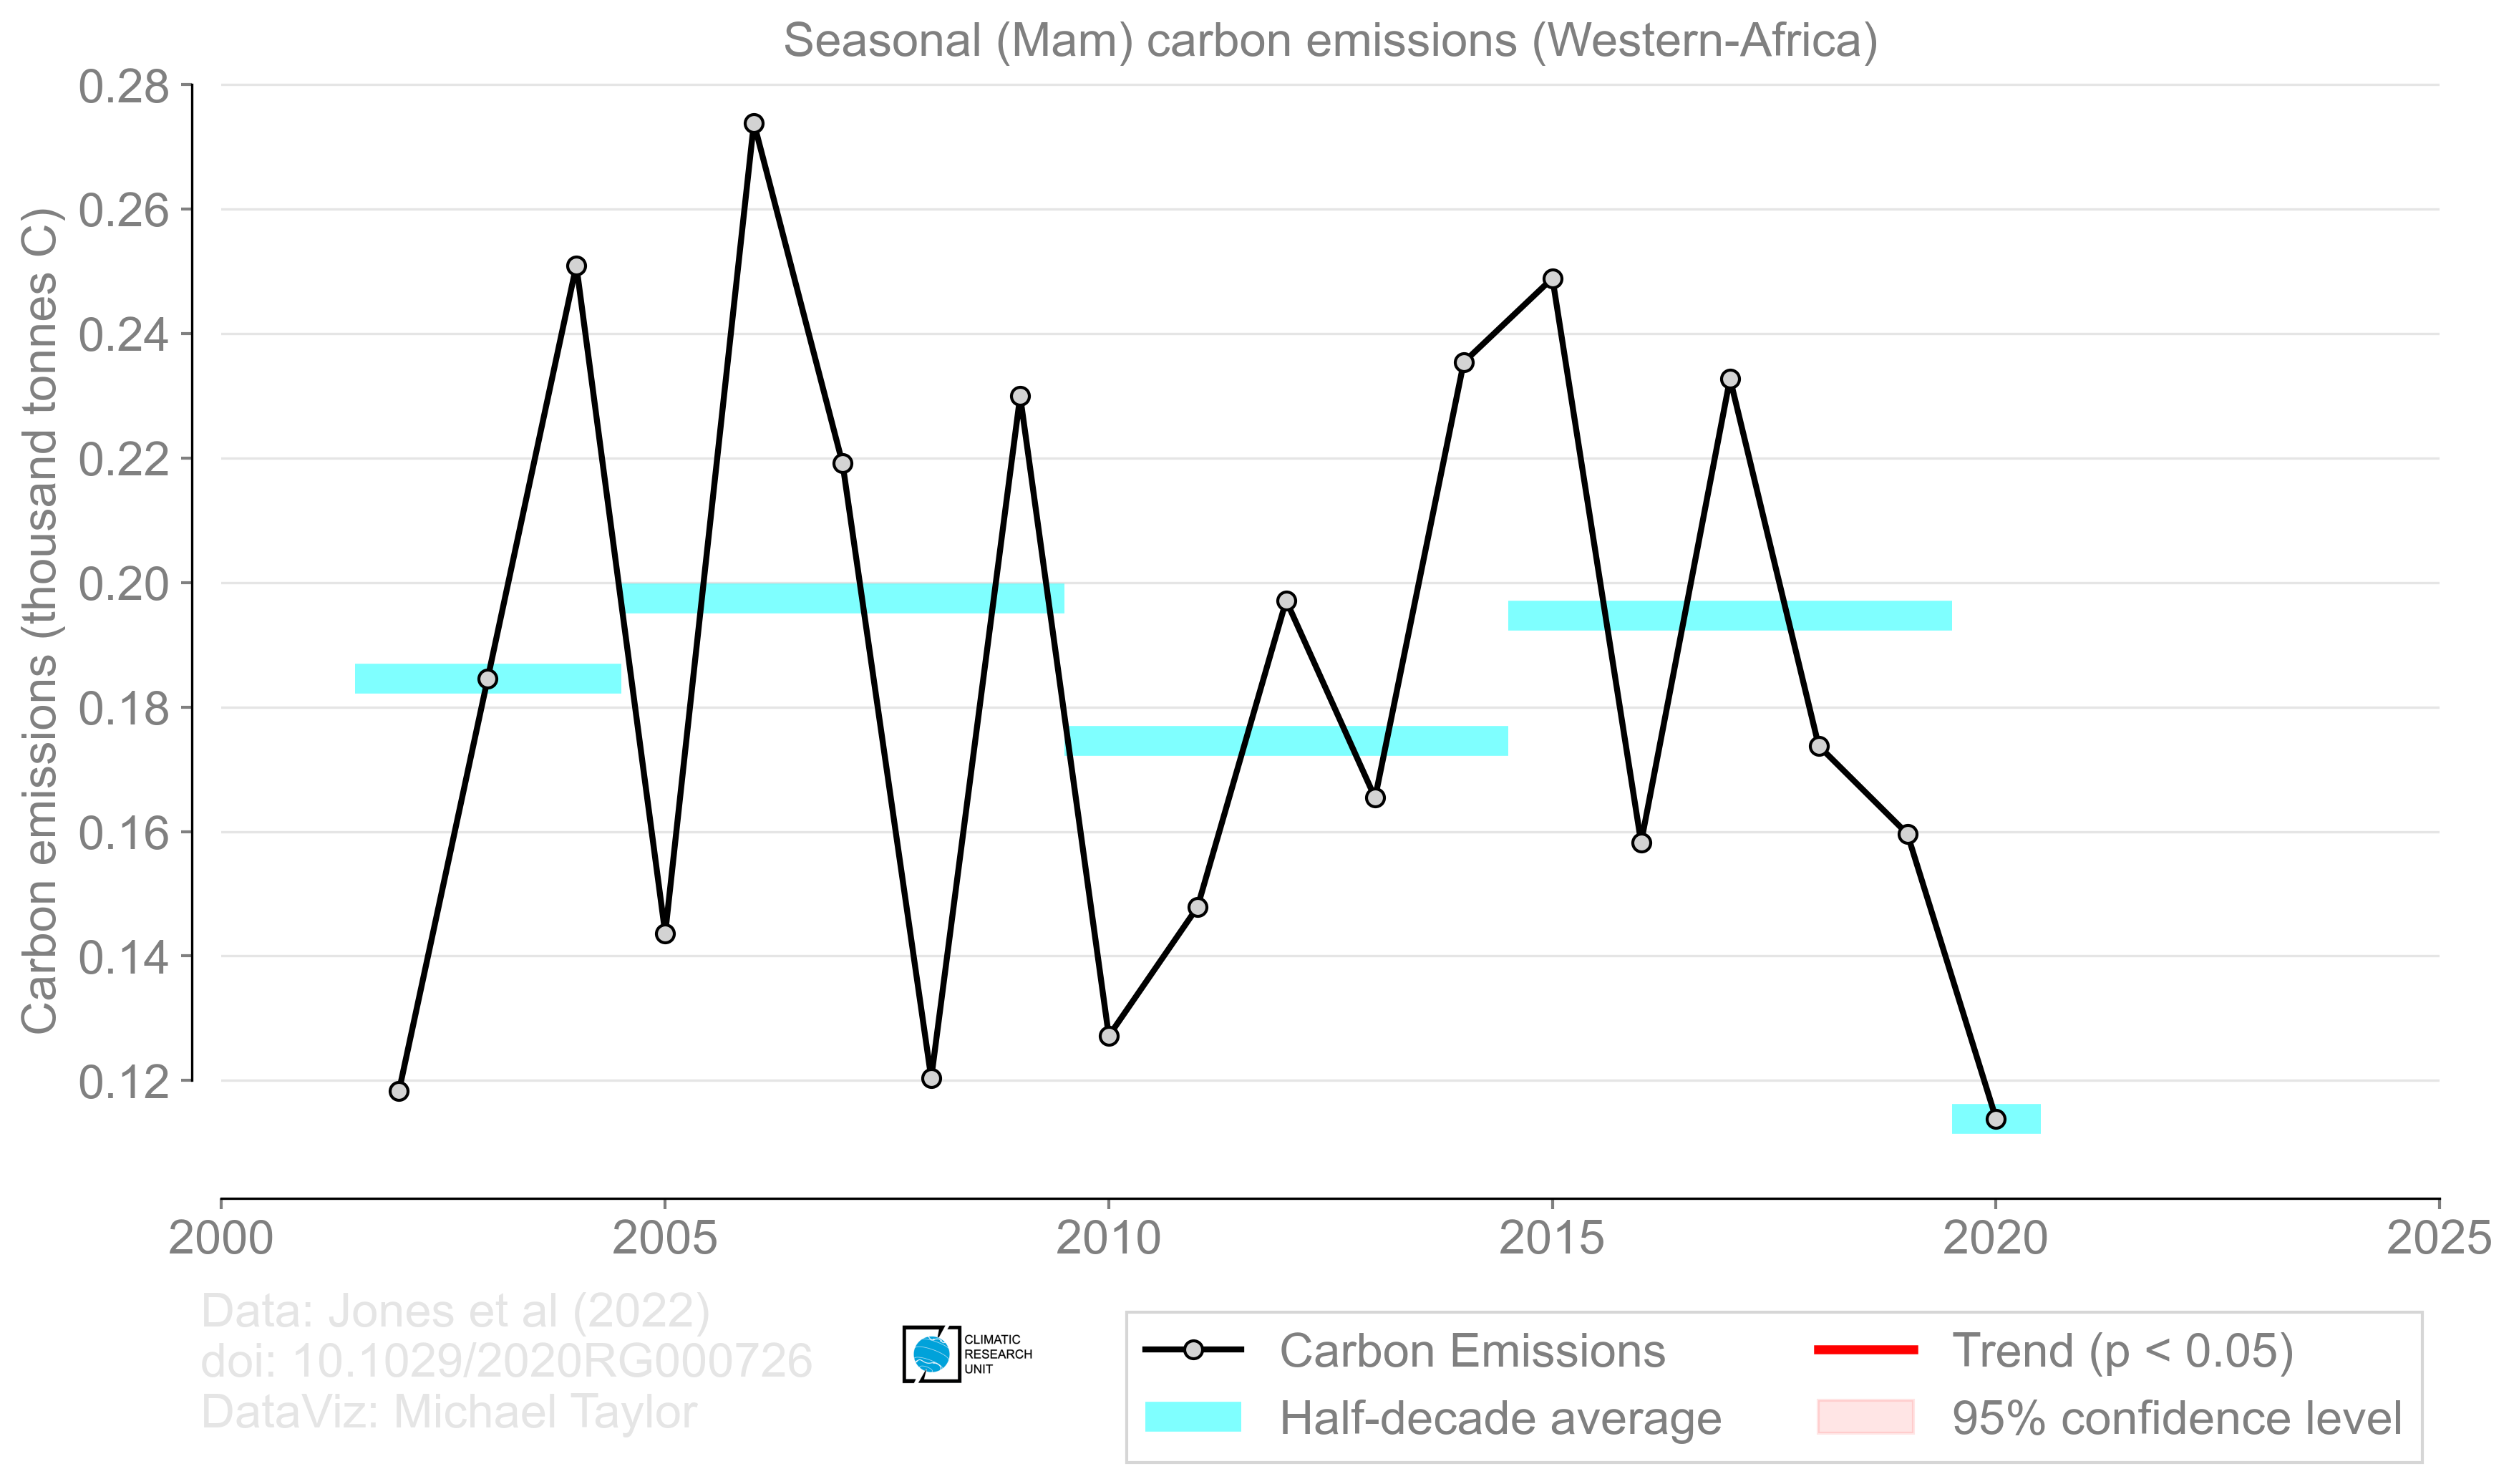 Seasonal (Mam) carbon emissions (Western-Africa)
Carbon emissions (thousand tonnes C)
0.28
0.26
0.24
0.22
0.20
0.18
0.16
0.14
0.12
2000 2005 2010 2015 2020 2025
Data: Jones et al (2022)
doi: 10.1029/2020RG000726
DataViz: Michael Taylor
CLIMATIC
RESEARCH
UNIT
Carbon Emissions
Half-decade average
Trend (p < 0.05)
95% confidence level